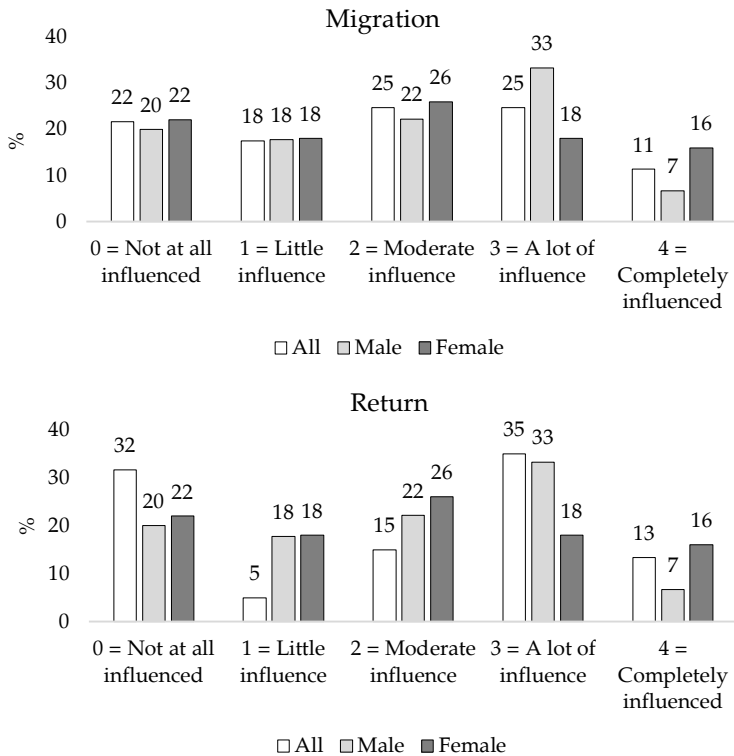 Migration
40
30
20
10
0
%
22
20
22
18
18
18
25
22
26
25
33
18
11
7
16
0 = Not at all
influenced
1 = Little
influence
2 = Moderate
influence
3 = A lot of
influence
4 =
Completely
influenced
All
Male
Female
Return
40
30
20
10
0
%
32
20
22
5
18
18
15
22
26
35
33
18
13
7
16
0 = Not at all
influenced
1 = Little
influence
2 = Moderate
influence
3 = A lot of
influence
4 =
Completely
influenced
All
Male
Female